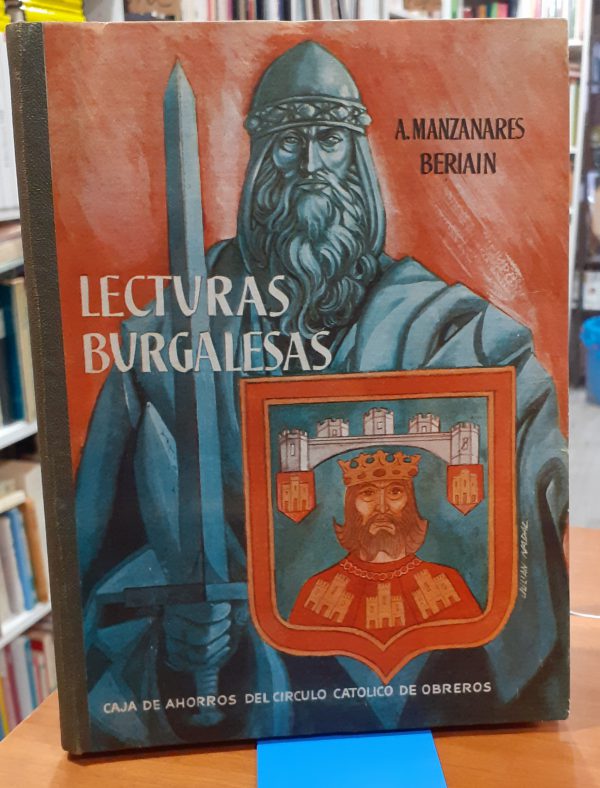 A. MANZANARES
BERIAIN
LECTURAS
BURGALESAS
CAJA DE AHORROS DEL CIRCULO CATOLICO DE OBREROS